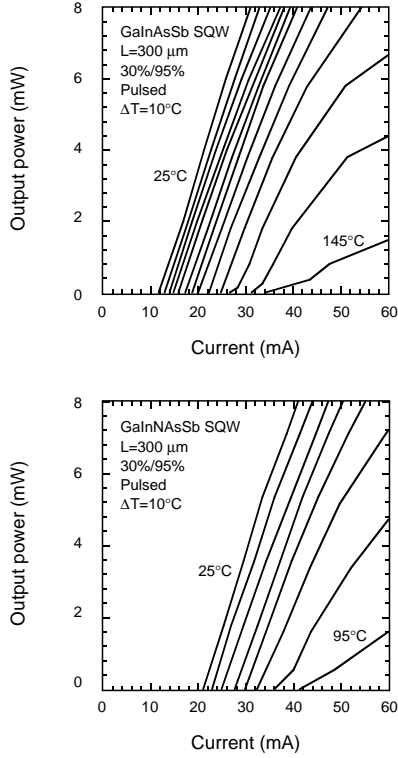 8
6
4
2
0
Output power (mW)
GaInAsSb SQW
L=300 μm
30%/95%
Pulsed
ΔT=10°C
25°C
145°C
0 10 20 30 40 50 60
Current (mA)
8
6
4
2
0
Output power (mW)
GaInNAsSb SQW
L=300 μm
30%/95%
Pulsed
ΔT=10°C
25°C
95°C
0 10 20 30 40 50 60
Current (mA)